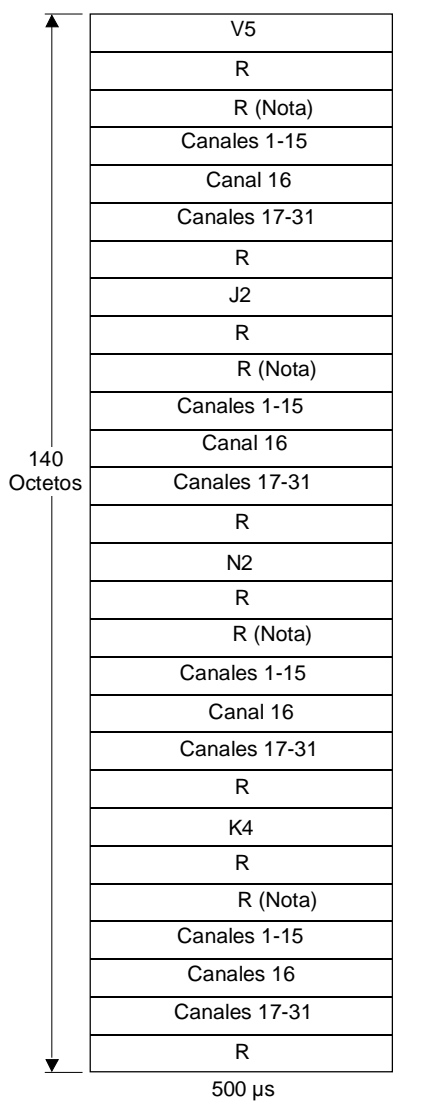 V5
R
R (Nota)
Canales 1-15
Canal 16
Canales 17-31
R
J2
R
R (Nota)
Canales 1-15
Canal 16
140
Octetos
Canales 17-31
R
N2
R
R (Nota)
Canales 1-15
Canal 16
Canales 17-31
R
K4
R
R (Nota)
Canales 1-15
Canales 16
Canales 17-31
R
500 µs